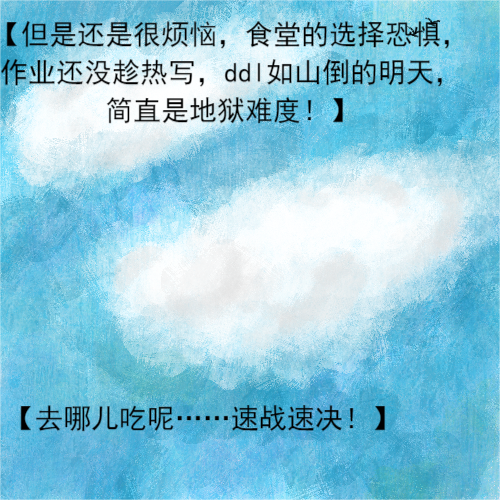 【但是还是很烦恼，食堂的选择恐惧，
作业还没趁热写，ddl如山倒的明天，
简直是地狱难度！】
【去哪儿吃呢……速战速决！】